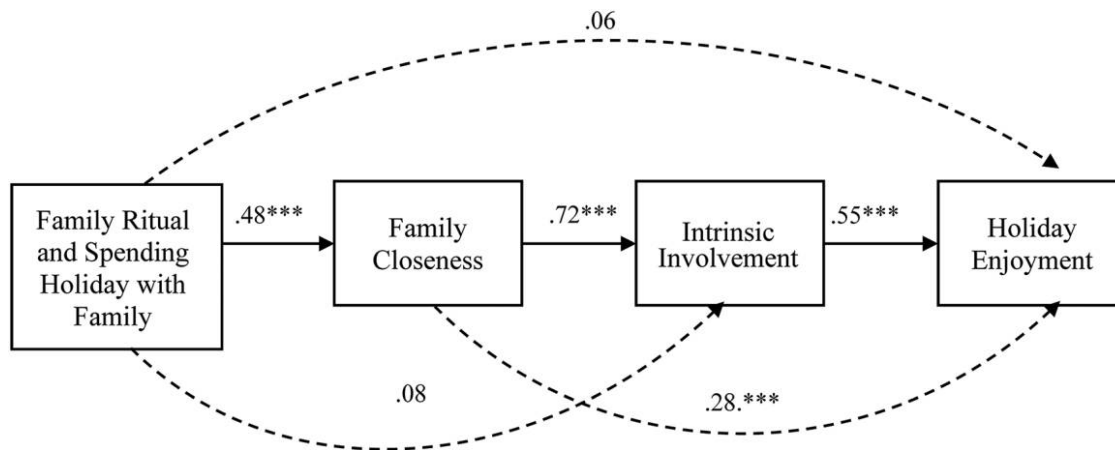 .06
Family Ritual
and Spending
Holiday with
Family
.48***
Family
Closeness
.72***
Intrinsic
Involvement
.55***
Holiday
Enjoyment
.08
.28.***